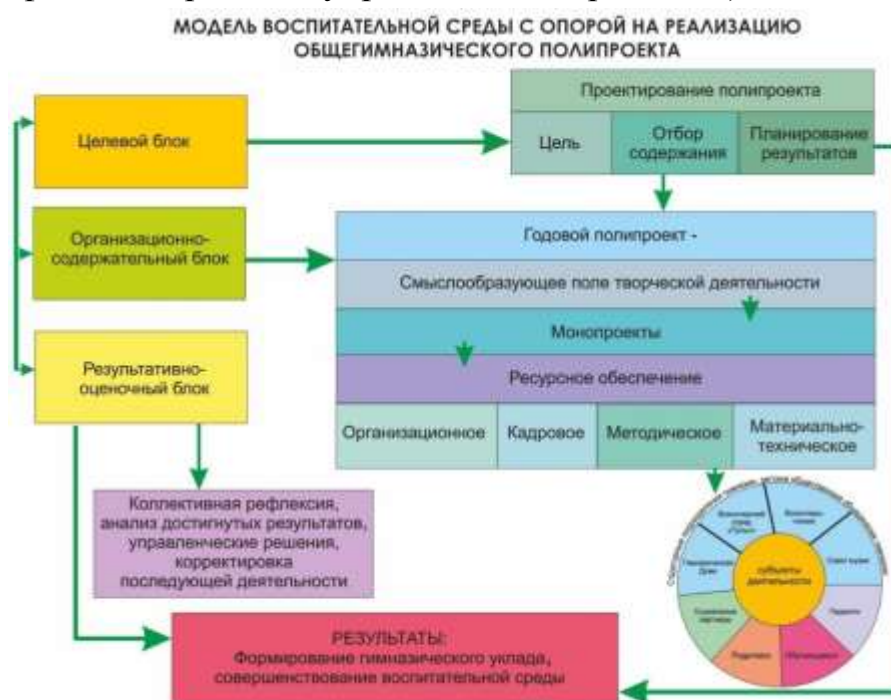 МОДЕЛЬ ВОСПИТАТЕЛЬНОЙ СРЕДЫ С ОПОРОЙ НА РЕАЛИЗАЦИЮ
ОБЩЕГИМНАЗИЧЕСКОГО ПОЛИПРОЕКТА
Целевой блок
Проектирование полипроекта
Цель
Отбор
содержания
Планирование
результатов
Организационно-
содержательный блок
Годовой полипроект -
Смыслообразующее поле творческой деятельности
Монопроекты
Ресурсное обеспечение
Организационное
Кадровое
Методическое
Материально-
техническое
Результативно-
оценочный блок
Коллективная рефлексия,
анализ достигнутых результатов,
управленческие решения,
корректировка
последующей деятельности
субъекты
деятельности
Педагоги
Обучающиеся
Родители
РЕЗУЛЬТАТЫ:
Формирование гимназического уклада,
совершенствование воспитательной среды